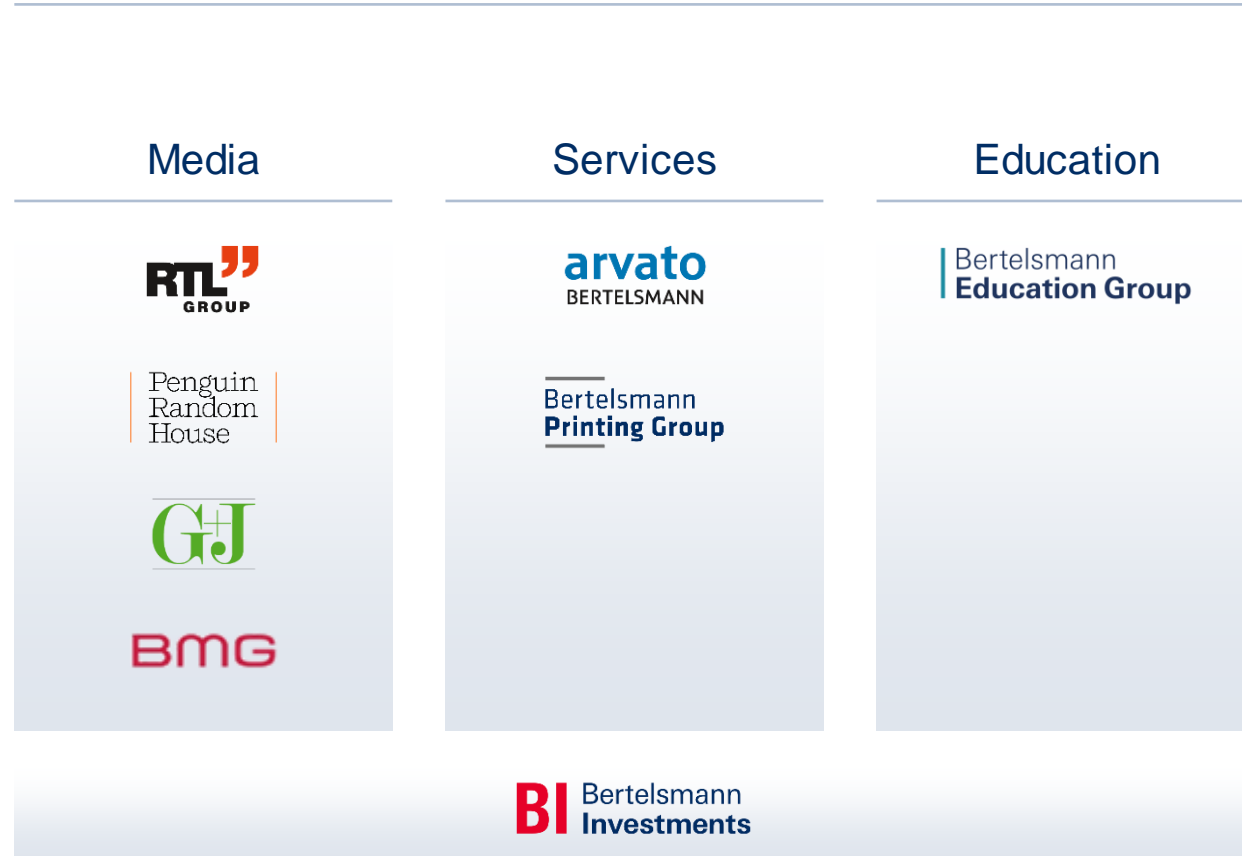 Media
Services
Education
RTL
GROUP
Penguin
Random
House
G+J
BMG
arvato
BERTELSMANN
Bertelsmann
Printing Group
Bertelsmann
Education Group
BI Bertelsmann
Investments